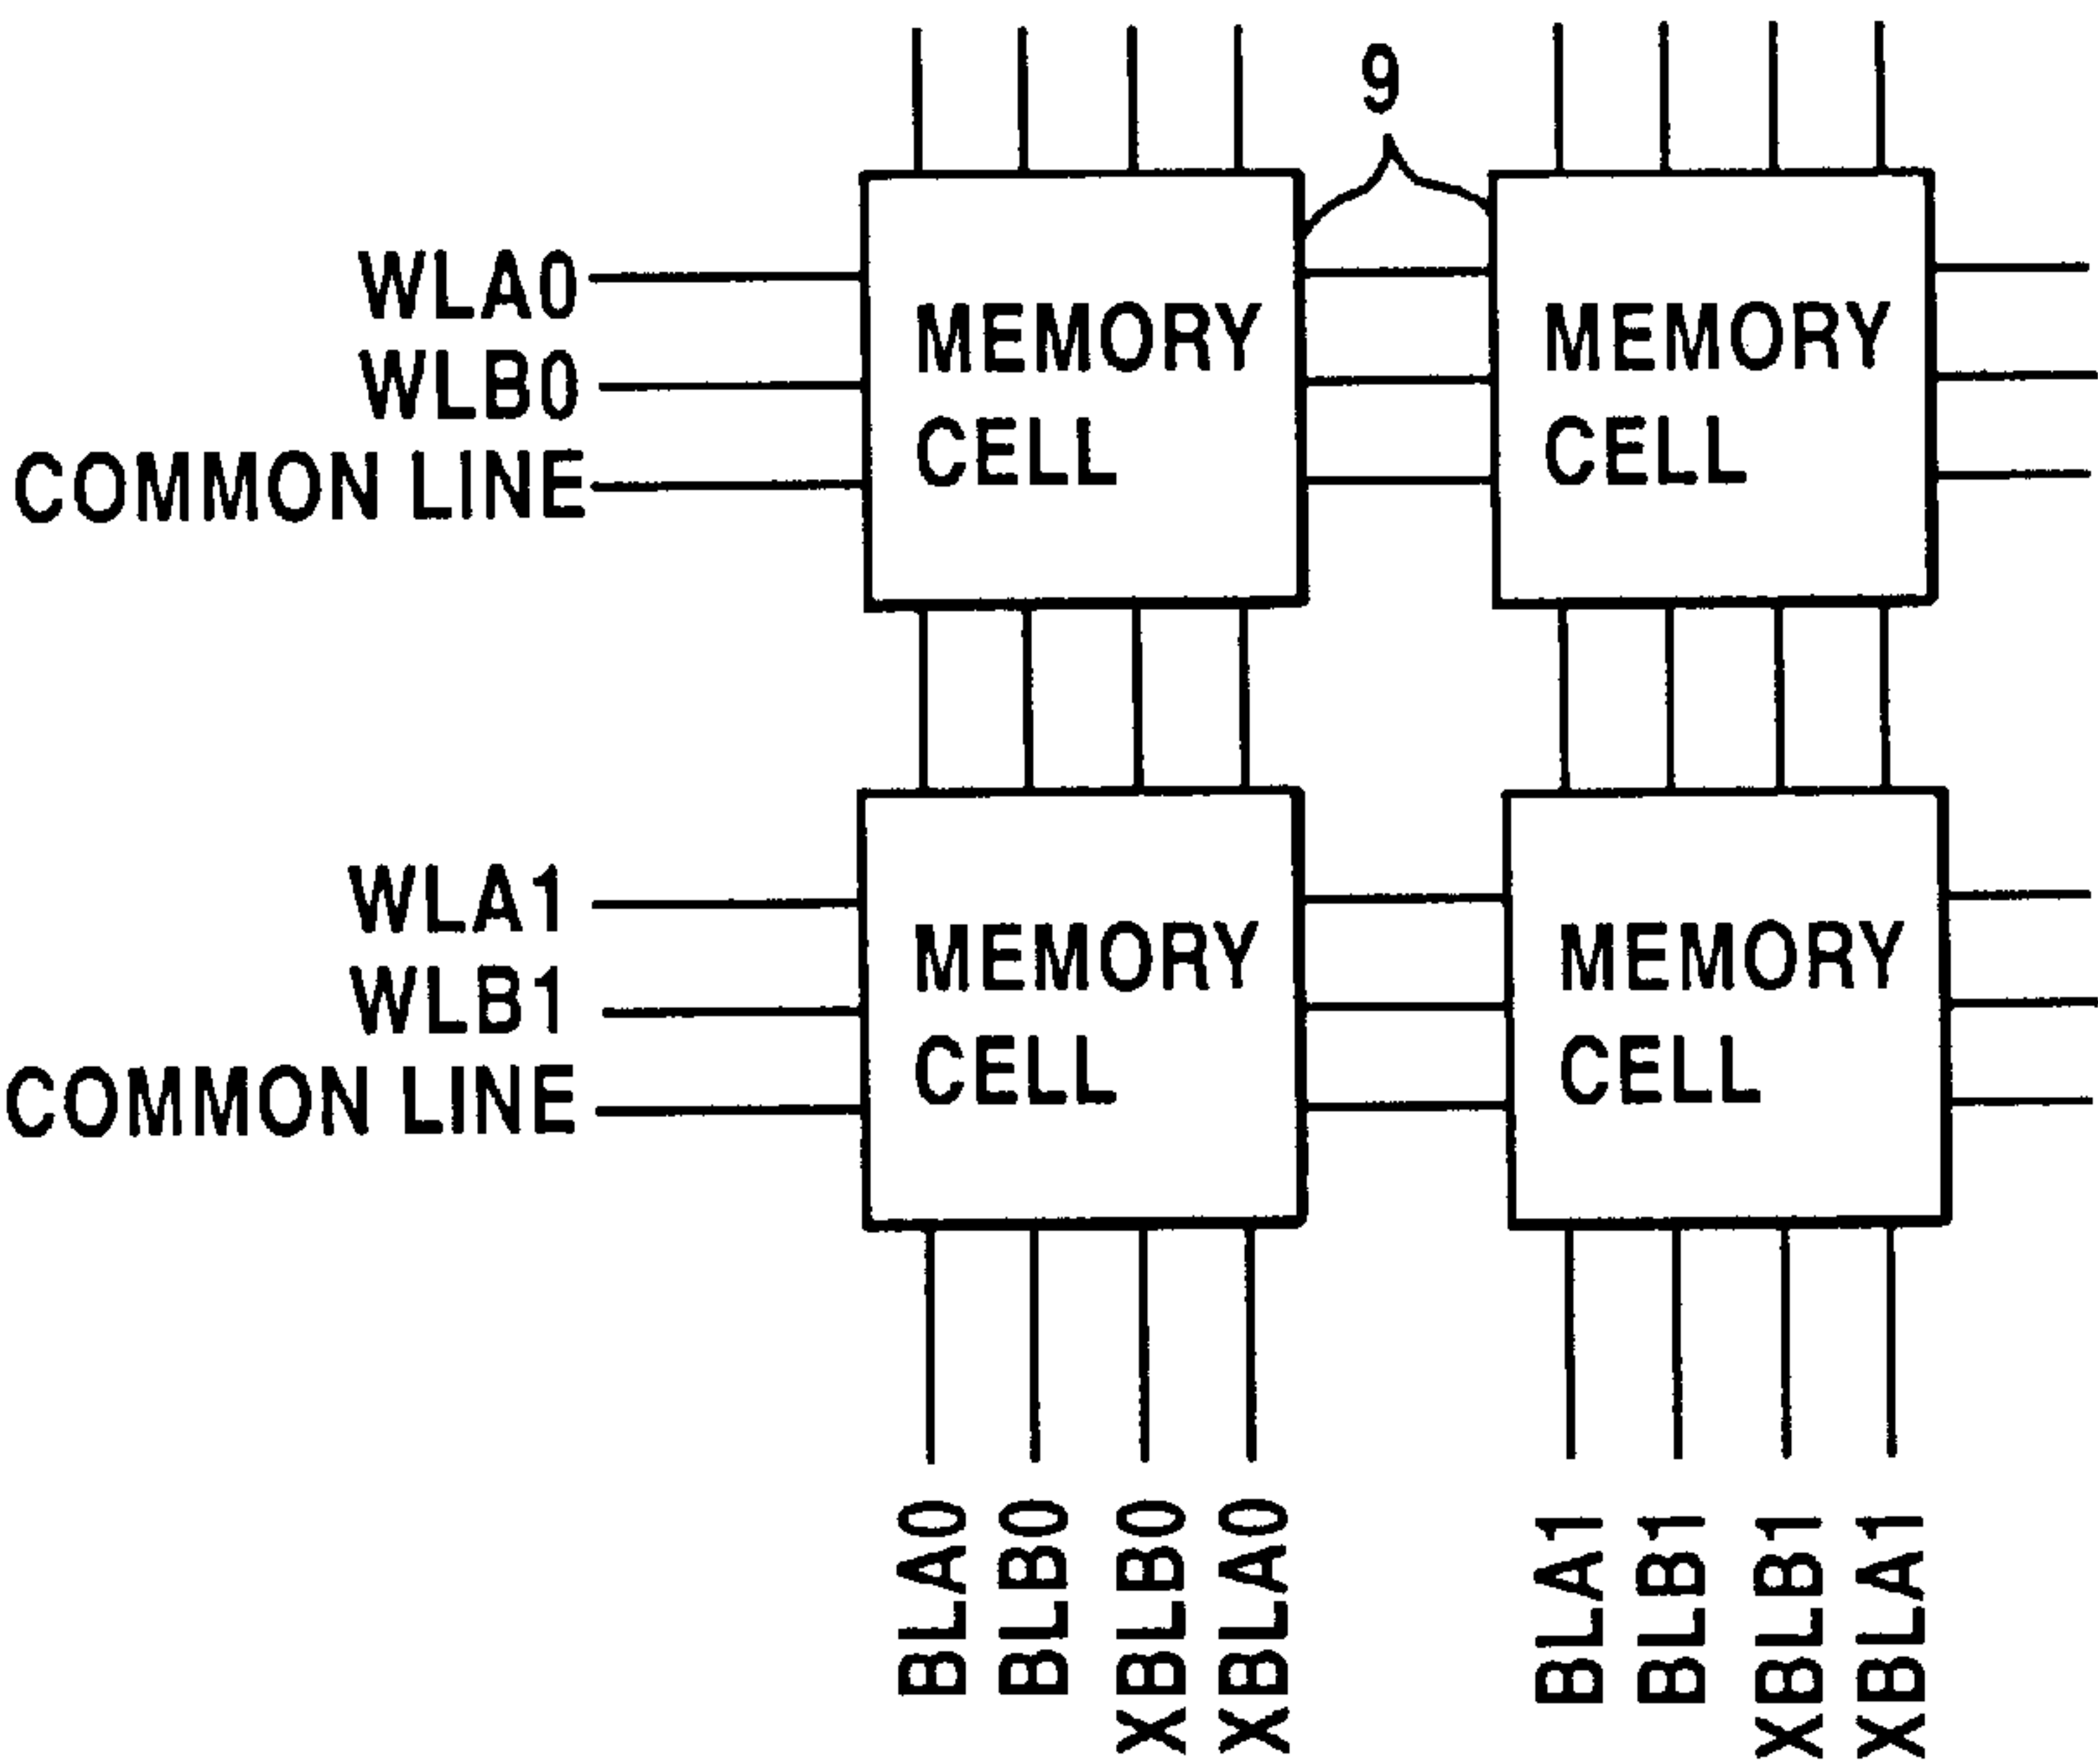 9
WLA0
WLB0
COMMON LINE
MEMORY
CELL
MEMORY
CELL
WLA1
WLB1
COMMON LINE
MEMORY
CELL
MEMORY
CELL
BLA0
BLB0
XBLB0
XBLA0
BLA1
BLB1
XBLB1
XBLA1